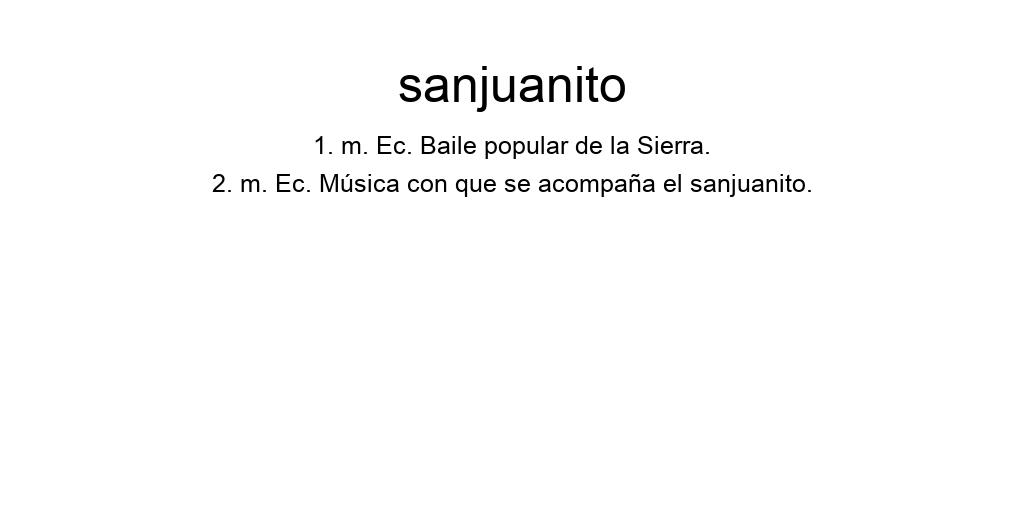 sanjuanito
1. m. Ec. Baile popular de la Sierra.
2. m. Ec. Música con que se acompaña el sanjuanito.